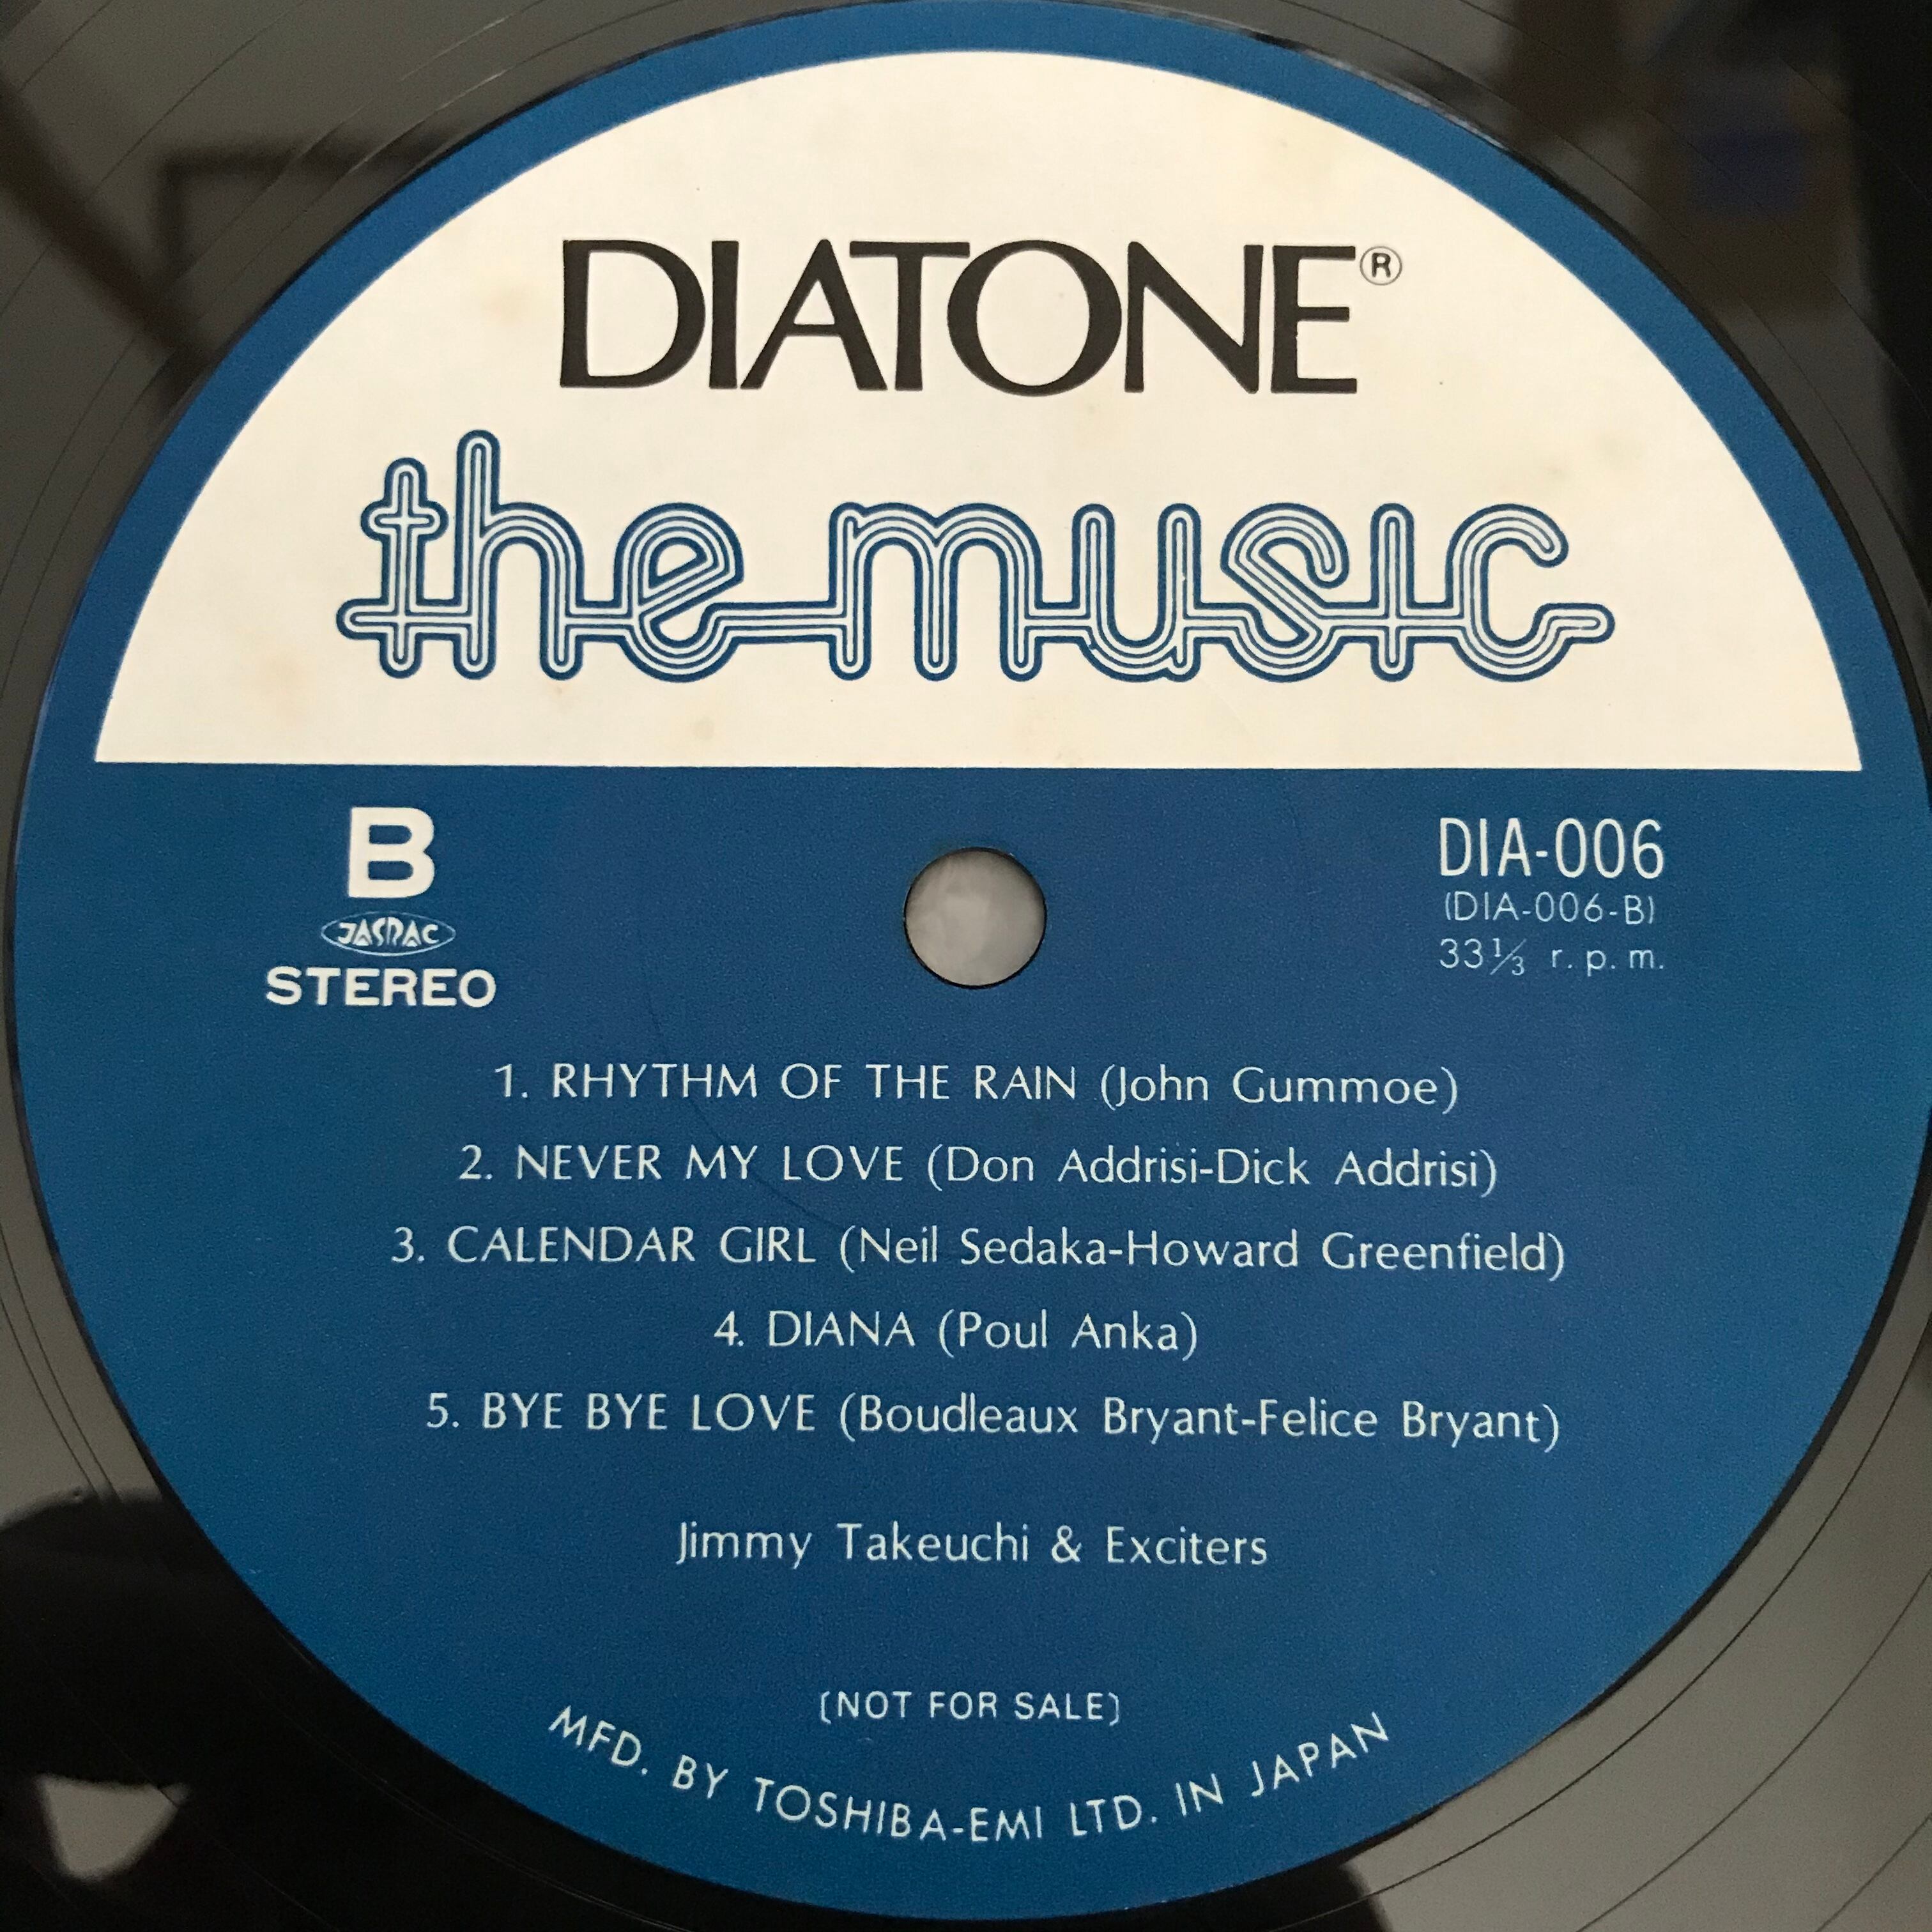 DIATONE®
the music
B
JASRAC
STEREO
DIA-006
(DIA-006-B)
33⅓ r.p.m.
1. RHYTHM OF THE RAIN (John Gummoe)
2. NEVER MY LOVE (Don Addrisi-Dick Addrisi)
3. CALENDAR GIRL (Neil Sedaka-Howard Greenfield)
4. DIANA (Poul Anka)
5. BYE BYE LOVE (Boudleaux Bryant-Felice Bryant)
Jimmy Takeuchi & Exciters
(NOT FOR SALE)
MFD. BY TOSHIBA-EMI LTD. IN JAPAN